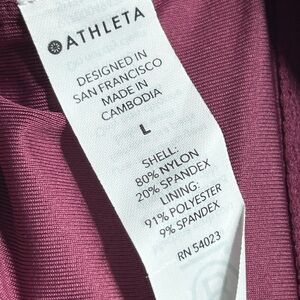 ATHLETA
DESIGNED IN
SAN FRANCISCO
MADE IN
CAMBODIA
L
SHELL:
80% NYLON
20% SPANDEX
LINING:
91% POLYESTER
9% SPANDEX
RN 54023